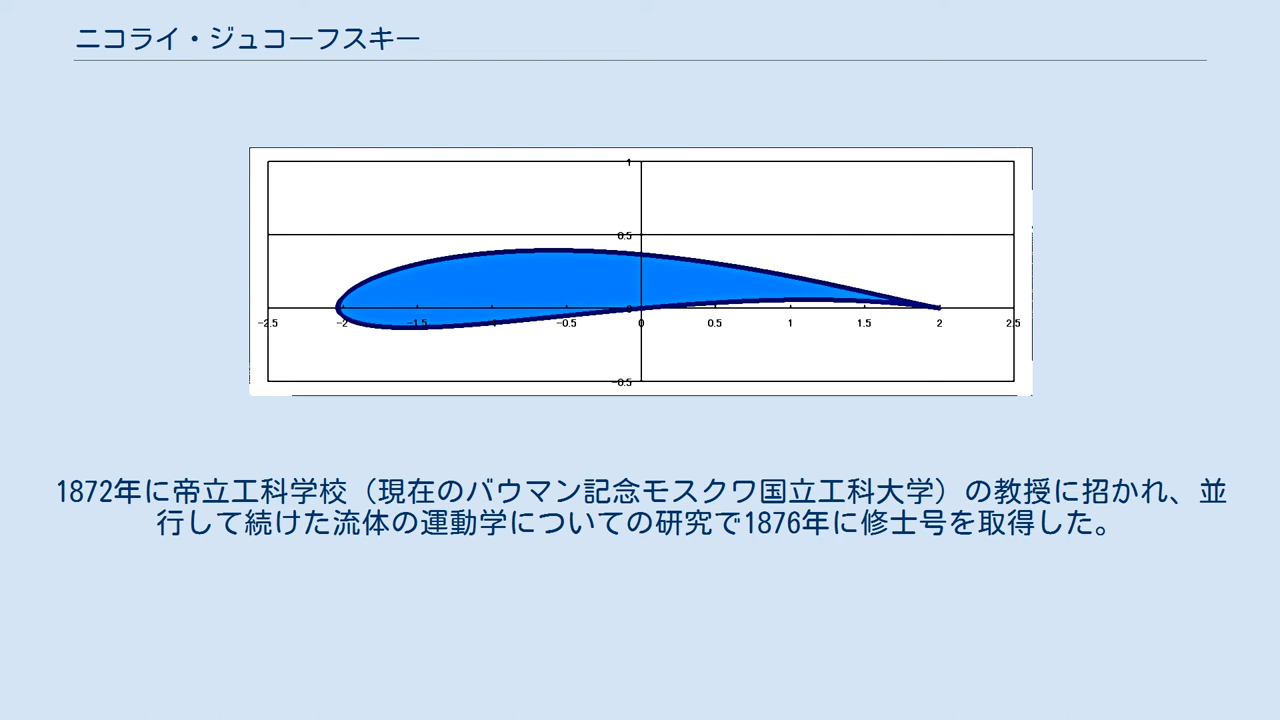 ニコライ・ジュコーフスキー
1
0.5
0
-2.5 -2 -1.5 -1 -0.5 0 0.5 1 1.5 2 2.5
-0.5
1872年に帝立工科学校（現在のバウマン記念モスクワ国立工科大学）の教授に招かれ、並
行して続けた流体の運動学についての研究で1876年に修士号を取得した。